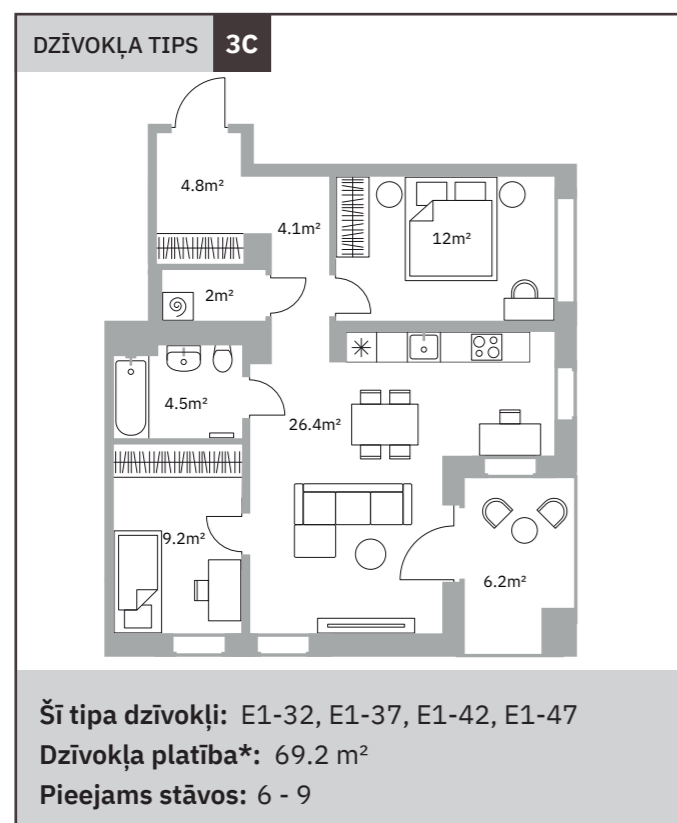 DZĪVOKĻA TIPS 3C
4.8m²
4.1m²
12m²
2m²
4.5m²
26.4m²
9.2m²
6.2m²
Šī tipa dzīvokļi: E1-32, E1-37, E1-42, E1-47
Dzīvokļa platība*: 69.2 m²
Pieejams stāvos: 6 - 9